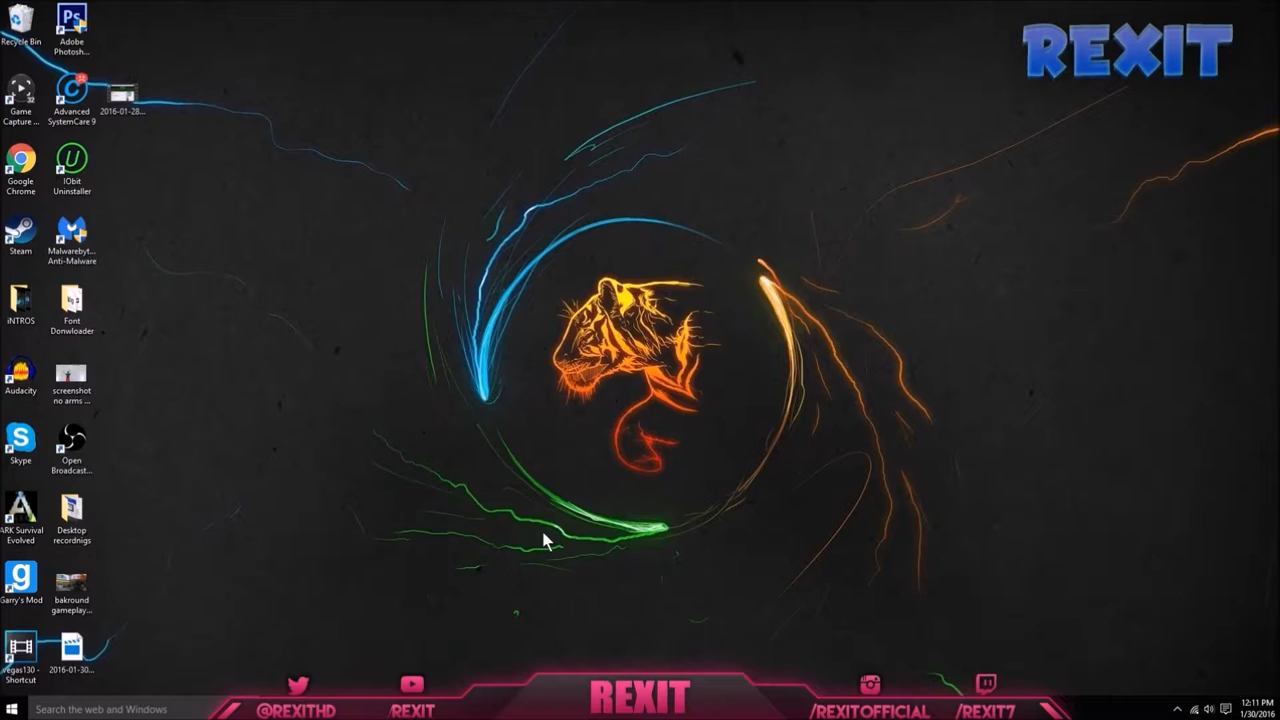 REXIT
Recycle Bin
Adobe
Photosh...
Game
Capture ...
32
Advanced
SystemCare 9
2016-01-28...
Google
Chrome
IObit
Uninstaller
Steam
Malwarebyt...
Anti-Malware
iNTROS
Font
Donwloader
Audacity
screenshot
no arms ...
Skype
Open
Broadcast...
ARK Survival
Evolved
Desktop
recordnigs
Garry's Mod
bakround
gameplay...
vegas130 -
Shortcut
2016-01-30...
Search the web and Windows
@REXITHD
/REXIT
REXIT
/REXITOFFICIAL
/REXIT7
12:11 PM
1/30/2016